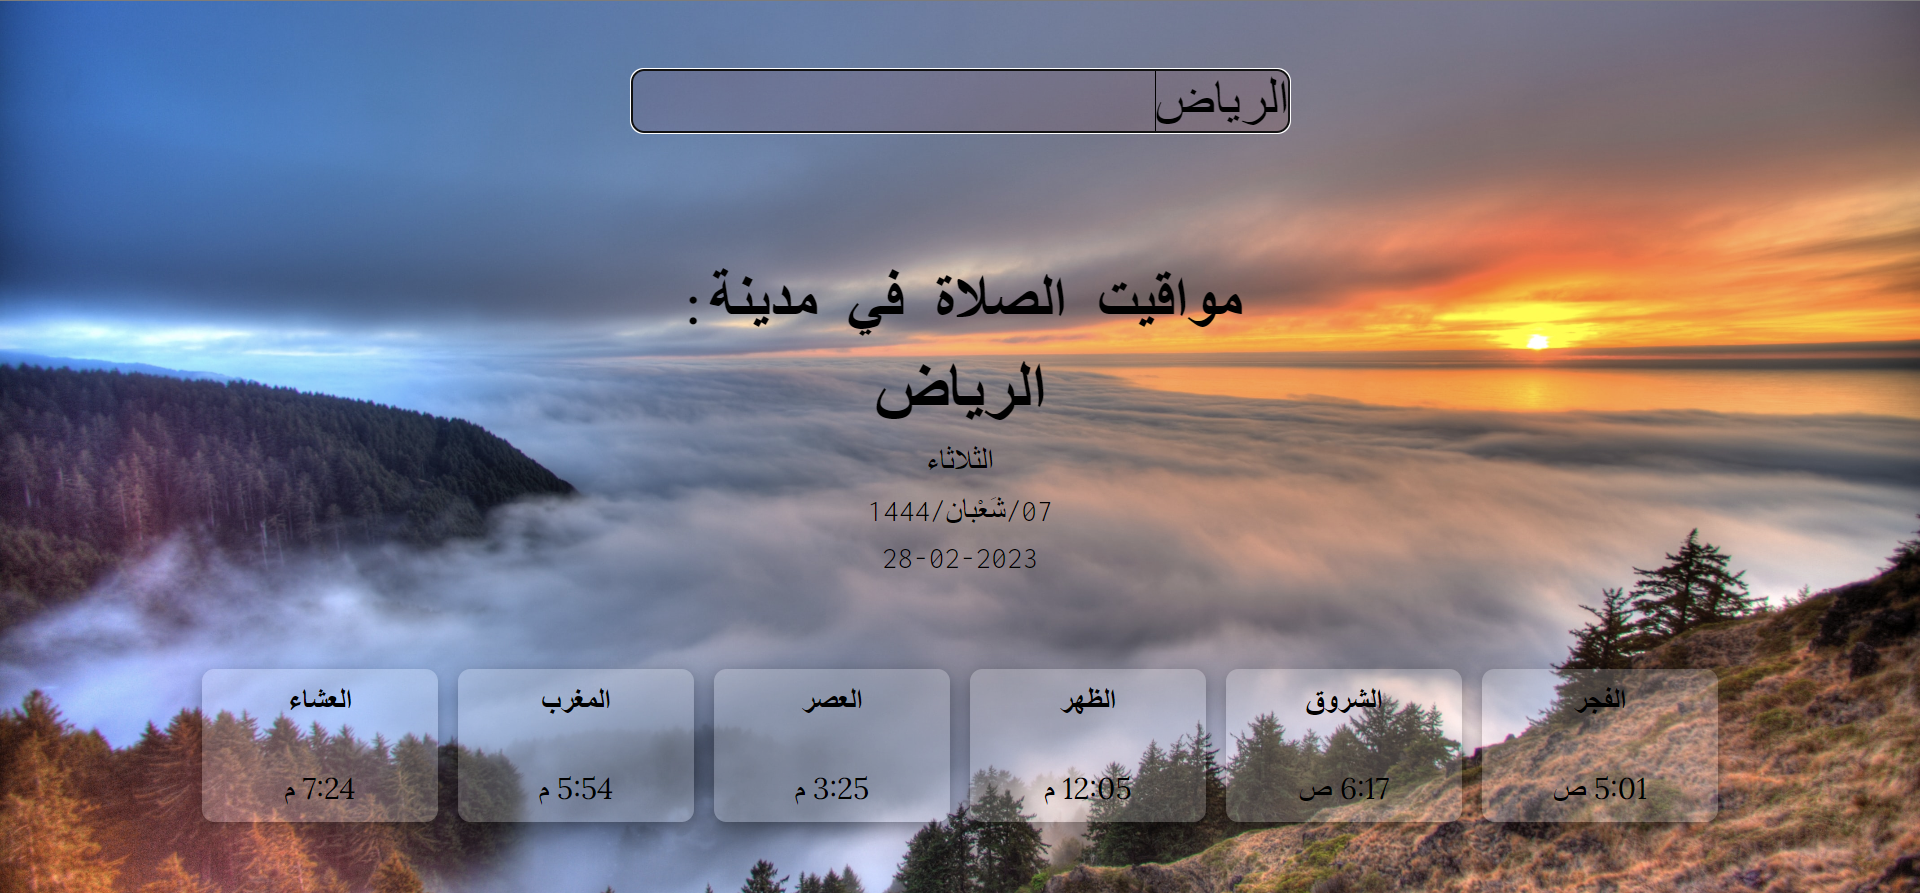 الرياض
مواقيت الصلاة في مدينة:
الرياض
الثلاثاء
07/شَعْبان/1444
28-02-2023
الفجر
5:01 ص
الشروق
6:17 ص
الظهر
12:05 م
العصر
3:25 م
المغرب
5:54 م
العشاء
7:24 م